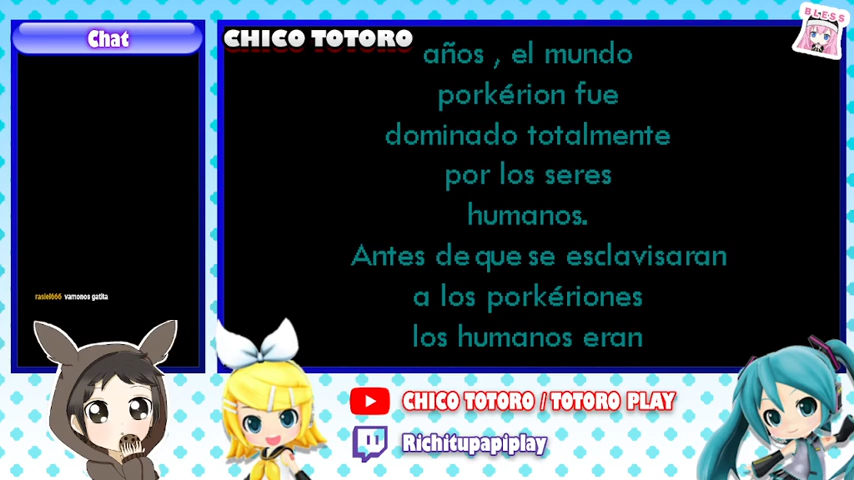 BLESS
Chat
CHICO TOTORO
años , el mundo
porkérion fue
dominado totalmente
por los seres
humanos.
Antes de que se esclavisaran
a los porkériones
los humanos eran
rasiel666 vamonos gatita
CHICO TOTORO / TOTORO PLAY
Richitupapiplay